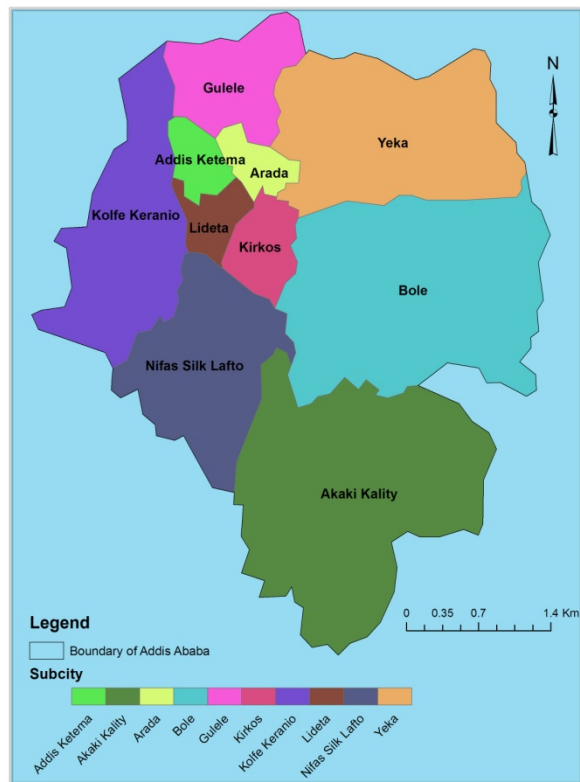 N
Gulele
Yeka
Addis Ketema
Arada
Kolfe Keranio
Lideta
Kirkos
Bole
Nifas Silk Lafto
Akaki Kality
Legend
Boundary of Addis Ababa
Subcity
0 0.35 0.7 1.4 Km
Addis Ketema
Akaki Kality
Arada
Bole
Gulele
Kirkos
Kolfe Keranio
Lideta
Nifas Silk Lafto
Yeka